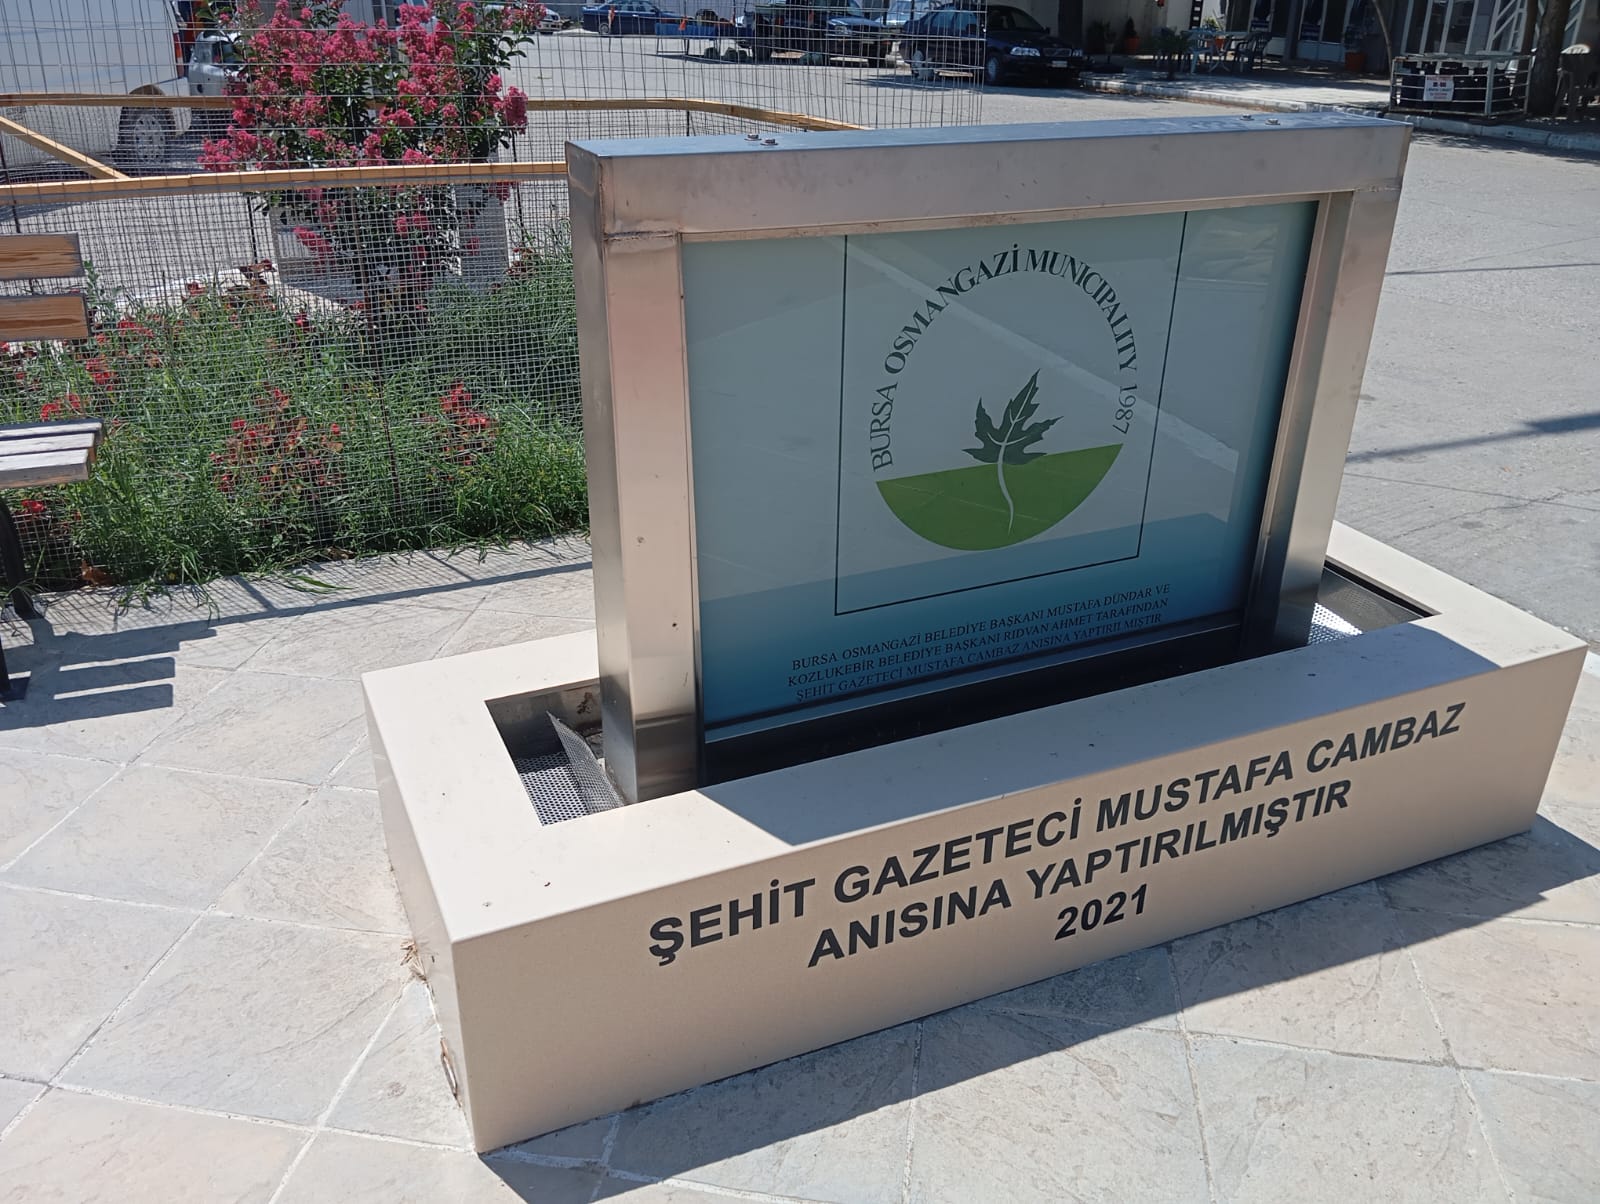 BURSA OSMANGAZİ MUNICIPALITY 1987
BURSA OSMANGAZİ BELEDİYE BAŞKANI MUSTAFA DÜNDAR VE
KOZLUKEBİR BELEDİYE BAŞKANI RIDVAN AHMET TARAFINDAN
ŞEHİT GAZETECİ MUSTAFA CAMBAZ ANISINA YAPTIRILMIŞTIR
ŞEHİT GAZETECİ MUSTAFA CAMBAZ
ANISINA YAPTIRILMIŞTIR
2021